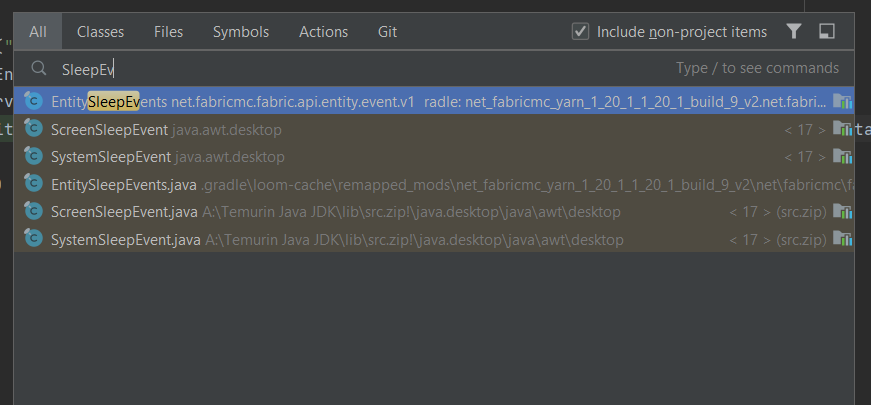 All Classes Files Symbols Actions Git Include non-project items
SleepEv Type / to see commands
EntitySleepEvents net.fabricmc.fabric.api.entity.event.v1 radle: net_fabricmc_yarn_1_20_1_1_20_1_build_9_v2.net.fabri...
ScreenSleepEvent java.awt.desktop < 17 >
SystemSleepEvent java.awt.desktop < 17 >
EntitySleepEvents.java .gradle\loom-cache\remapped_mods\net_fabricmc_yarn_1_20_1_1_20_1_build_9_v2\net\fabricmc\fa
ScreenSleepEvent.java A:\Temurin Java JDK\lib\src.zip!\java.desktop\java\awt\desktop < 17 > (src.zip)
SystemSleepEvent.java A:\Temurin Java JDK\lib\src.zip!\java.desktop\java\awt\desktop < 17 > (src.zip)